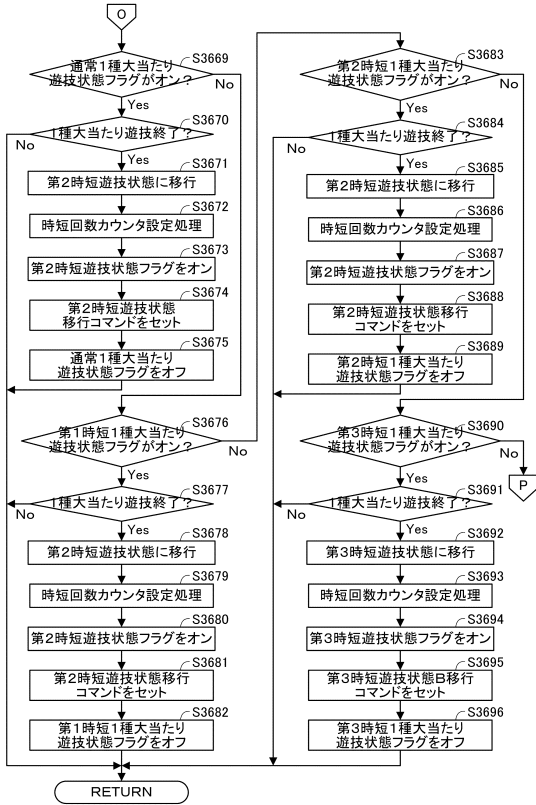 O
S3669
通常1種大当たり
遊技状態フラグがオン?
No
Yes
S3670
1種大当たり遊技終了?
No
Yes
S3671
第2時短遊技状態に移行
S3672
時短回数カウンタ設定処理
S3673
第2時短遊技状態フラグをオン
S3674
第2時短遊技状態
移行コマンドをセット
S3675
通常1種大当たり
遊技状態フラグをオフ
S3676
第1時短1種大当たり
遊技状態フラグがオン?
No
Yes
S3677
1種大当たり遊技終了?
No
Yes
S3678
第2時短遊技状態に移行
S3679
時短回数カウンタ設定処理
S3680
第2時短遊技状態フラグをオン
S3681
第2時短遊技状態移行
コマンドをセット
S3682
第1時短1種大当たり
遊技状態フラグをオフ
RETURN
S3683
第2時短1種大当たり
遊技状態フラグがオン?
No
Yes
S3684
1種大当たり遊技終了?
No
Yes
S3685
第2時短遊技状態に移行
S3686
時短回数カウンタ設定処理
S3687
第2時短遊技状態フラグをオン
S3688
第2時短遊技状態移行
コマンドをセット
S3689
第2時短1種大当たり
遊技状態フラグをオフ
S3690
第3時短1種大当たり
遊技状態フラグがオン?
No
P
Yes
S3691
1種大当たり遊技終了?
No
Yes
S3692
第3時短遊技状態に移行
S3693
時短回数カウンタ設定処理
S3694
第3時短遊技状態フラグをオン
S3695
第3時短遊技状態B移行
コマンドをセット
S3696
第3時短1種大当たり
遊技状態フラグをオフ